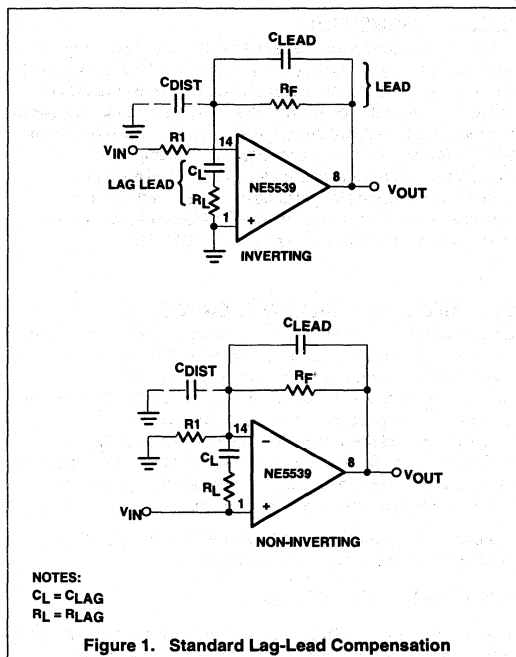 CLEAD
CDIST
RF
LEAD
R1
VIN
14
−
LAG LEAD
CL
RL
NE5539
8
VOUT
1
+
INVERTING
CLEAD
CDIST
RF
R1
14
−
CL
RL
NE5539
8
VOUT
VIN
1
+
NON-INVERTING
NOTES:
CL = CLAG
RL = RLAG
Figure 1. Standard Lag-Lead Compensation